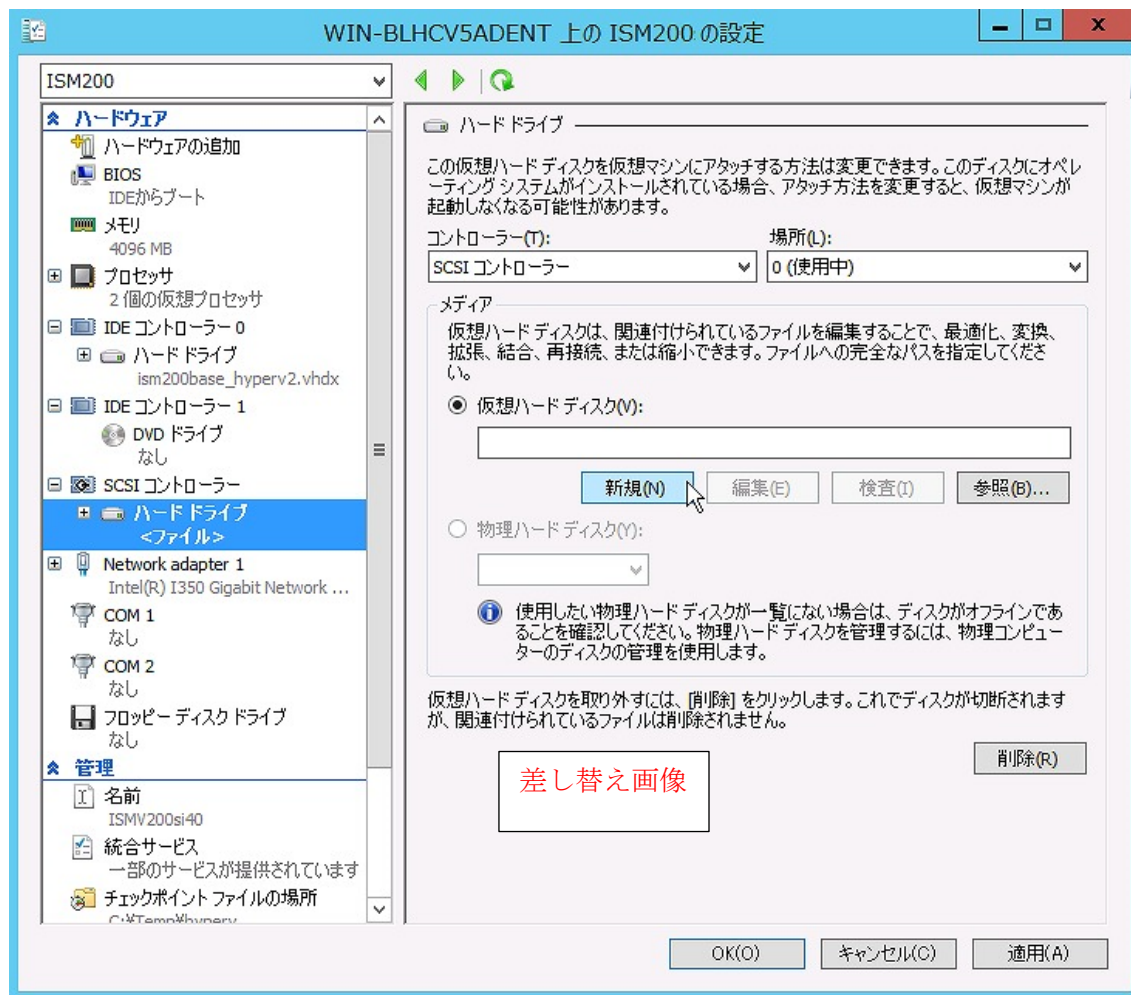 WIN-BLHCV5ADENT 上の ISM200 の設定
ISM200
ハードウェア
ハードウェアの追加
BIOS
IDEからブート
メモリ
4096 MB
プロセッサ
2 個の仮想プロセッサ
IDE コントローラー 0
ハード ドライブ
ism200base_hyperv2.vhdx
IDE コントローラー 1
DVD ドライブ
なし
SCSI コントローラー
ハード ドライブ
<ファイル>
Network adapter 1
Intel(R) I350 Gigabit Network ...
COM 1
なし
COM 2
なし
フロッピー ディスク ドライブ
なし
管理
名前
ISMV200si40
統合サービス
一部のサービスが提供されています
チェックポイント ファイルの場所
C:¥Temp¥hyperv
ハード ドライブ
この仮想ハード ディスクを仮想マシンにアタッチする方法は変更できます。このディスクにオペレ
ーティング システムがインストールされている場合、アタッチ方法を変更すると、仮想マシンが
起動しなくなる可能性があります。
コントローラー(T):
場所(L):
SCSI コントローラー
0 (使用中)
メディア
仮想ハード ディスクは、関連付けられているファイルを編集することで、最適化、変換、
拡張、結合、再接続、または縮小できます。ファイルへの完全なパスを指定してくださ
い。
仮想ハード ディスク(V):
新規(N)
編集(E)
検査(I)
参照(B)...
物理ハード ディスク(Y):
使用したい物理ハード ディスクが一覧にない場合は、ディスクがオフラインであ
ることを確認してください。物理ハード ディスクを管理するには、物理コンピュー
ターのディスクの管理を使用します。
仮想ハード ディスクを取り外すには、[削除] をクリックします。これでディスクが切断されます
が、関連付けられているファイルは削除されません。
削除(R)
差し替え画像
OK(O)
キャンセル(C)
適用(A)